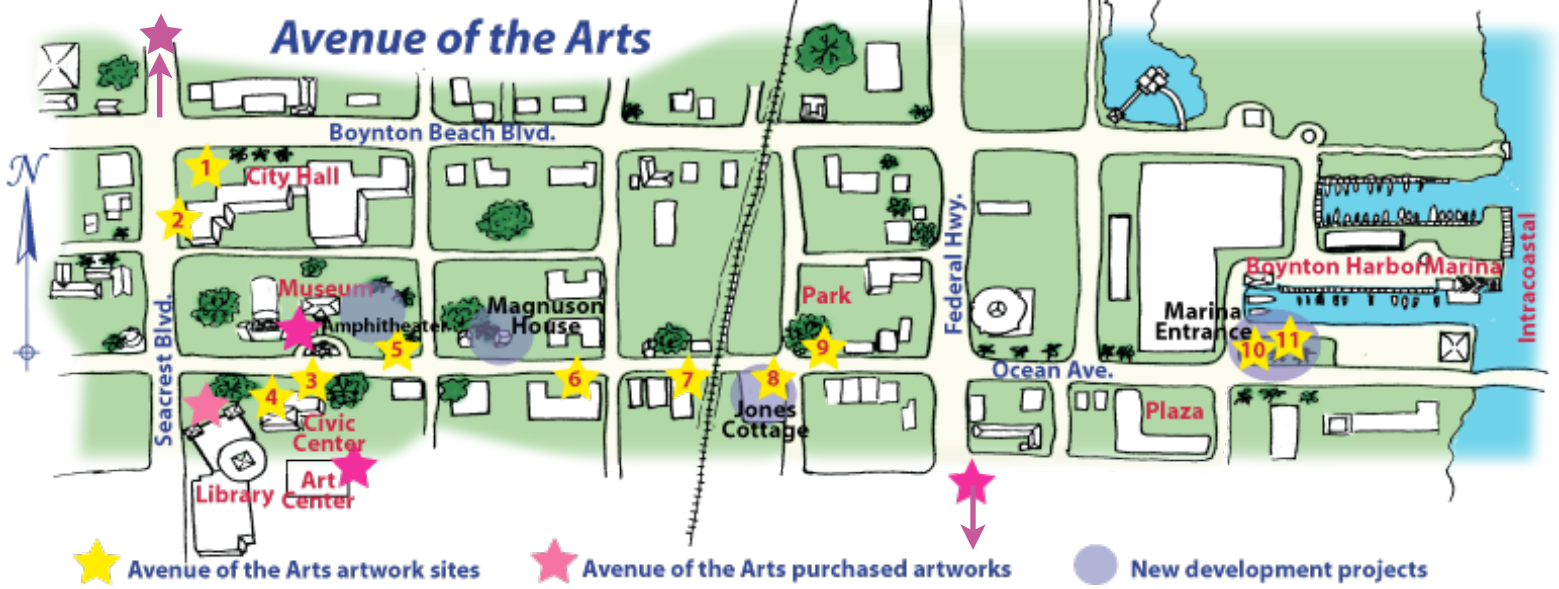 Avenue of the Arts
Boynton Beach Blvd.
N
1
City Hall
2
Seacrest Blvd.
Museum
Amphitheater
5
Magnuson
House
Park
Federal Hwy.
Boynton HarborMarina
Intracoastal
Marina
Entrance
10
11
9
3
4
6
7
8
Ocean Ave.
Jones
Cottage
Plaza
Civic
Center
Library
Art
Center
Avenue of the Arts artwork sites
Avenue of the Arts purchased artworks
New development projects